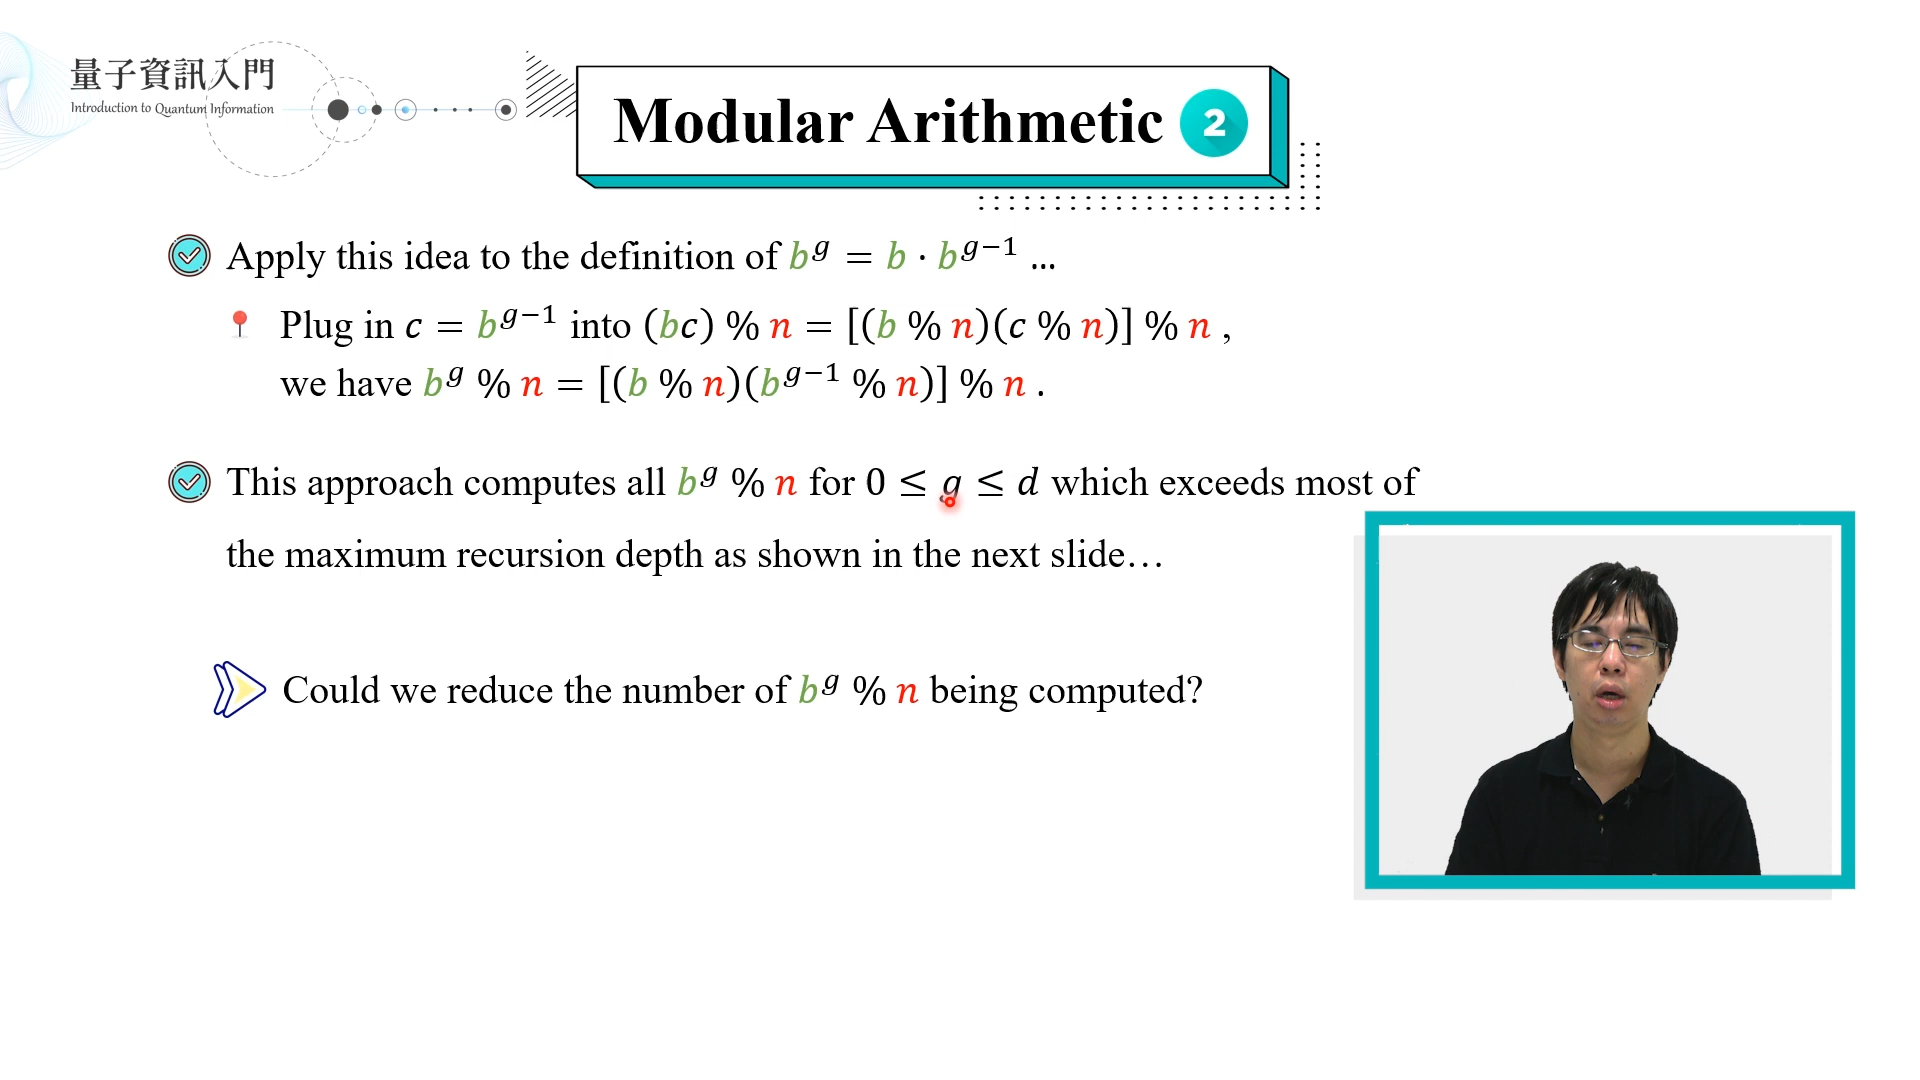 量子資訊入門
Introduction to Quantum Information
Modular Arithmetic 2
Apply this idea to the definition of b^g = b · b^{g−1} ...
Plug in c = b^{g−1} into (bc) % n = [(b % n)(c % n)] % n ,
we have b^g % n = [(b % n)(b^{g−1} % n)] % n .
This approach computes all b^g % n for 0 ≤ g ≤ d which exceeds most of
the maximum recursion depth as shown in the next slide…
Could we reduce the number of b^g % n being computed?